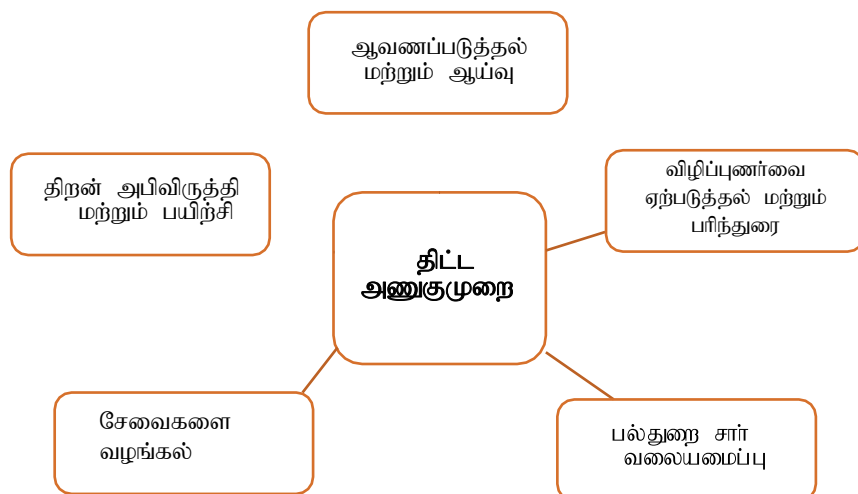 ஆவணப்படுத்தல்
மற்றும் ஆய்வு
திறன் அபிவிருத்தி
மற்றும் பயிற்சி
விழிப்புணர்வை
ஏற்படுத்தல் மற்றும்
பரிந்துரை
திட்ட
அணுகுமுறை
சேவைகளை
வழங்கல்
பல்துறை சார்
வலையமைப்பு